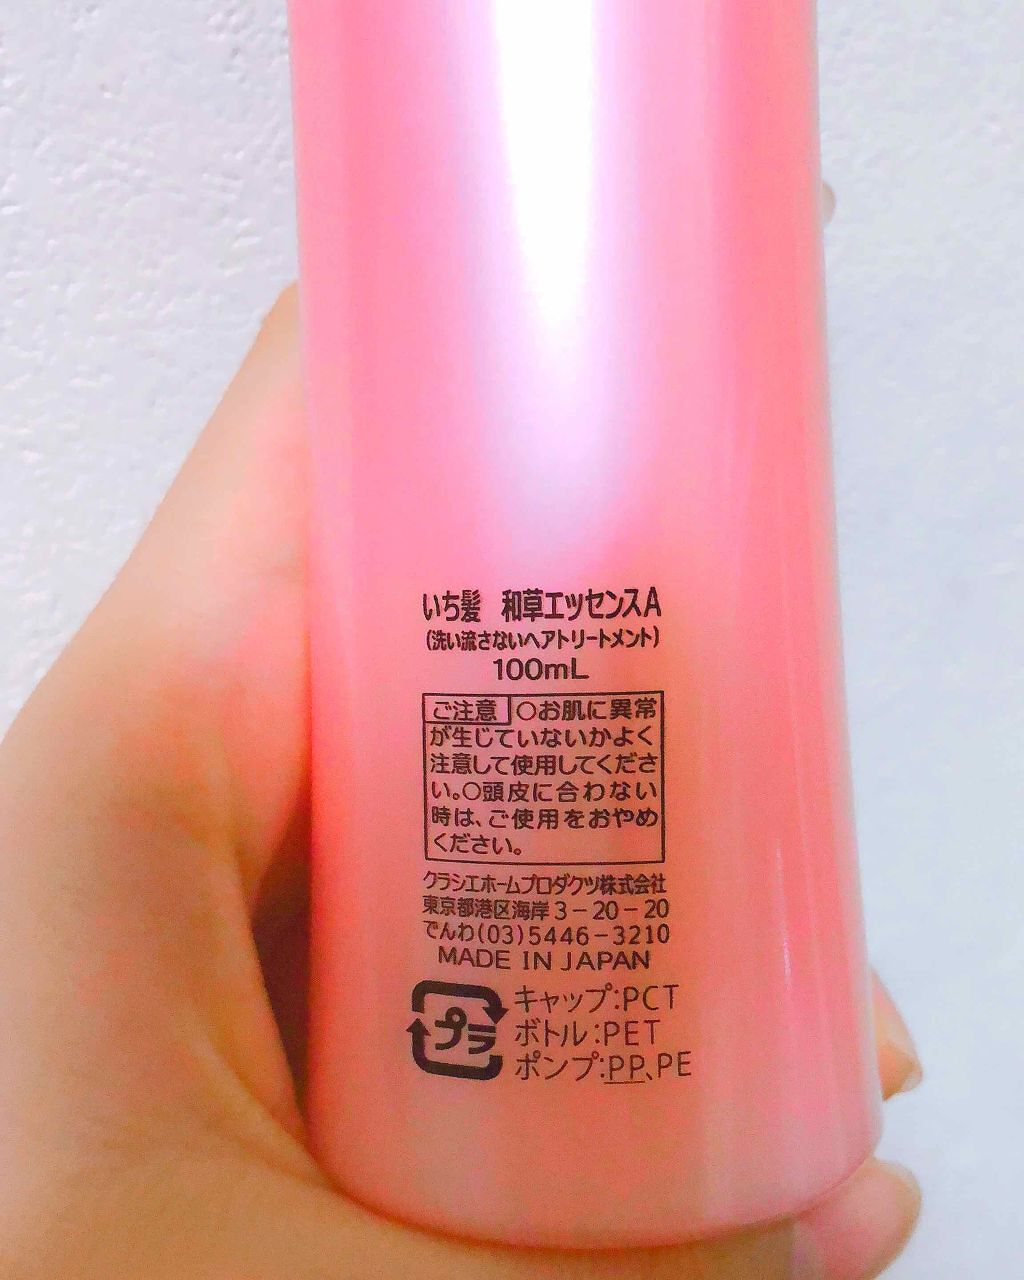 いち髪 和草エッセンスA
(洗い流さないヘアトリートメント)
100mL
ご注意 ○お肌に異常
が生じていないかよく
注意して使用してくださ
い。○頭皮に合わない
時は、ご使用をおやめ
ください。
クラシエホームプロダクツ株式会社
東京都港区海岸3-20-20
でんわ(03)5446-3210
MADE IN JAPAN
プラ
キャップ:PCT
ボトル:PET
ポンプ:PP、PE